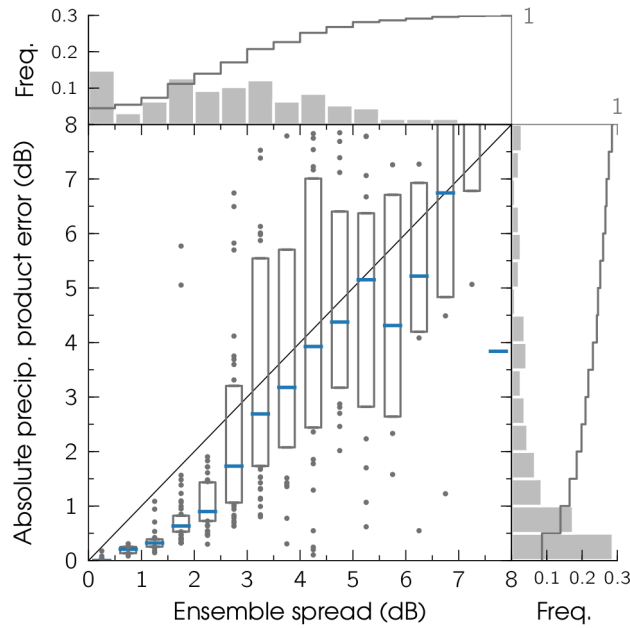 0.3
0.2
0.1
Freq.
1
1
8
7
6
5
4
3
2
1
0
Absolute precip. product error (dB)
0 1 2 3 4 5 6 7 8
0.1 0.2 0.3
Ensemble spread (dB)
Freq.